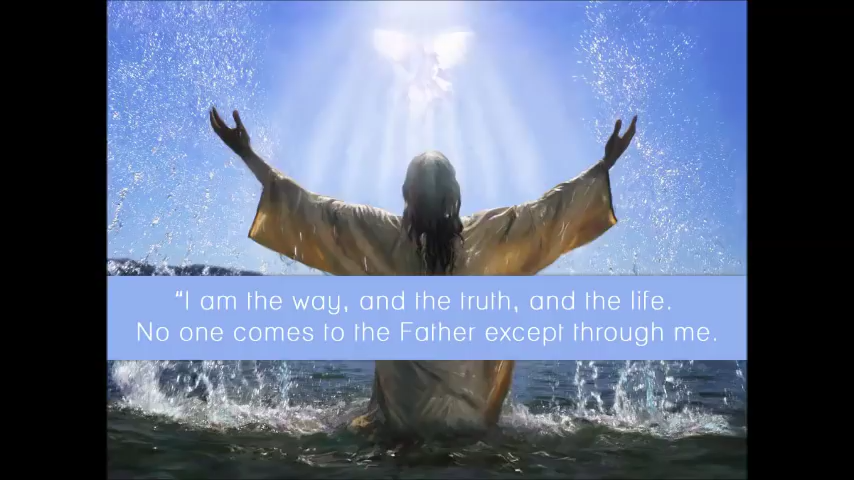 “I am the way, and the truth, and the life.
No one comes to the Father except through me.